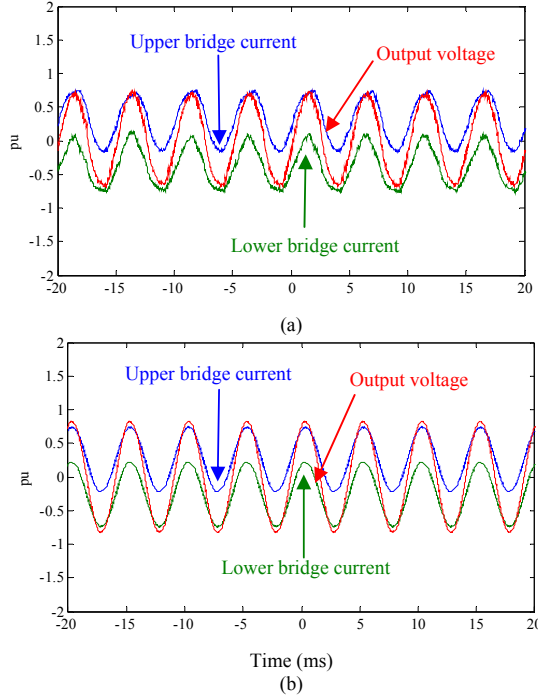 2
1.5
1
0.5
0
-0.5
-1
-1.5
-2
pu
Upper bridge current
Output voltage
Lower bridge current
-20 -15 -10 -5 0 5 10 15 20
(a)
2
1.5
1
0.5
0
-0.5
-1
-1.5
-2
pu
Upper bridge current
Output voltage
Lower bridge current
-20 -15 -10 -5 0 5 10 15 20
Time (ms)
(b)